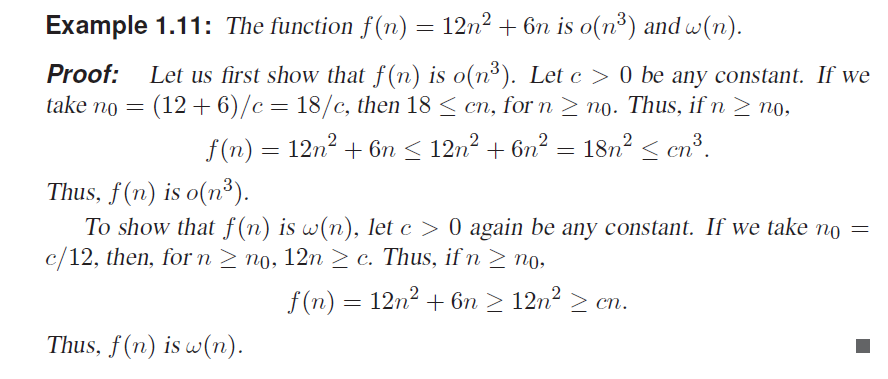 Example 1.11: The function f(n) = 12n² + 6n is o(n³) and ω(n).
Proof: Let us first show that f(n) is o(n³). Let c > 0 be any constant. If we
take n₀ = (12 + 6)/c = 18/c, then 18 ≤ cn, for n ≥ n₀. Thus, if n ≥ n₀,
f(n) = 12n² + 6n ≤ 12n² + 6n² = 18n² ≤ cn³.
Thus, f(n) is o(n³).
To show that f(n) is ω(n), let c > 0 again be any constant. If we take n₀ =
c/12, then, for n ≥ n₀, 12n ≥ c. Thus, if n ≥ n₀,
f(n) = 12n² + 6n ≥ 12n² ≥ cn.
Thus, f(n) is ω(n). ■